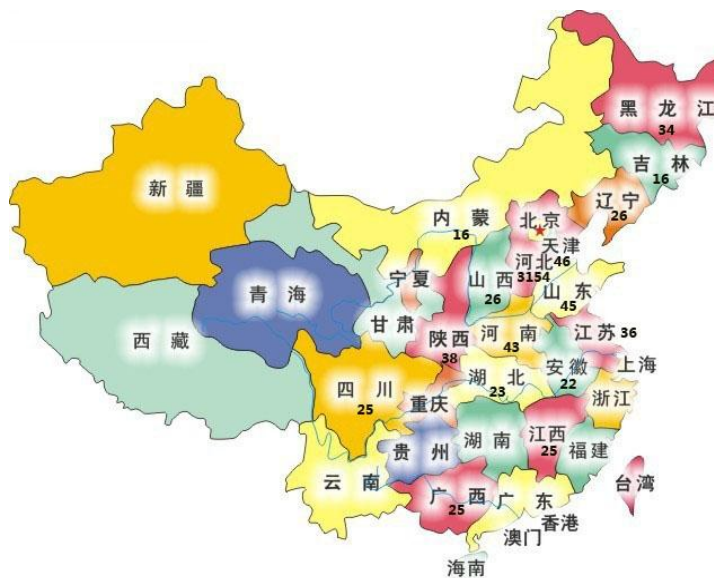 黑龙江
34
吉林
16
辽宁
26
新疆
内蒙
16
北京
天津
46
河北
3154
宁夏
山西
26
山东
45
青海
甘肃
西藏
陕西
38
河南
43
江苏 36
安徽
22
上海
四川
25
湖北
23
重庆
浙江
贵州
湖南
江西
25
福建
云南
广西
25
广东
台湾
香港
澳门
海南